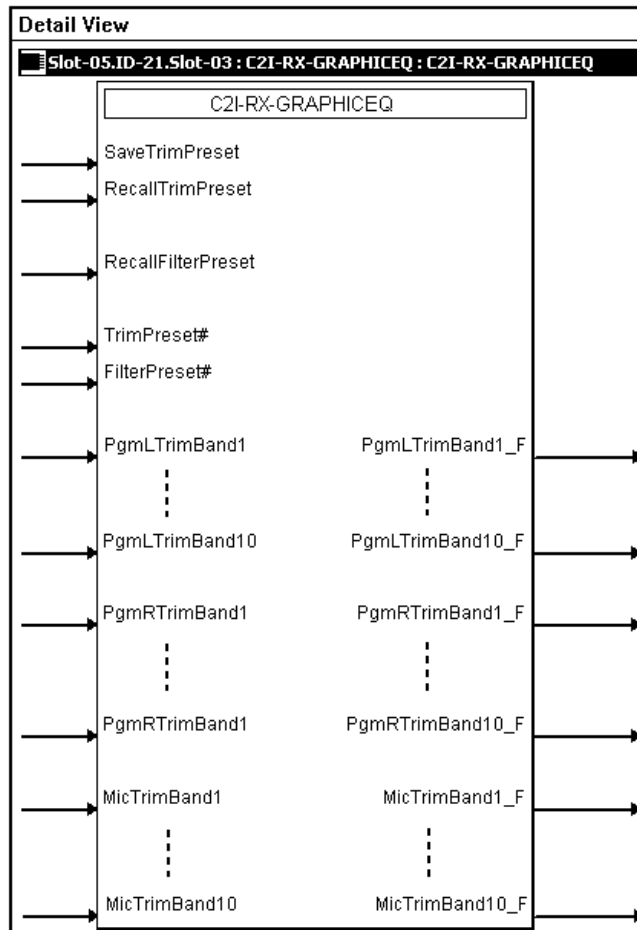 Detail View
Slot-05.ID-21.Slot-03 : C2I-RX-GRAPHICEQ : C2I-RX-GRAPHICEQ
C2I-RX-GRAPHICEQ
SaveTrimPreset
RecallTrimPreset
RecallFilterPreset
TrimPreset#
FilterPreset#
PgmLTrimBand1 PgmLTrimBand1_F
PgmLTrimBand10 PgmLTrimBand10_F
PgmRTrimBand1 PgmRTrimBand1_F
PgmRTrimBand1 PgmRTrimBand10_F
MicTrimBand1 MicTrimBand1_F
MicTrimBand10 MicTrimBand10_F